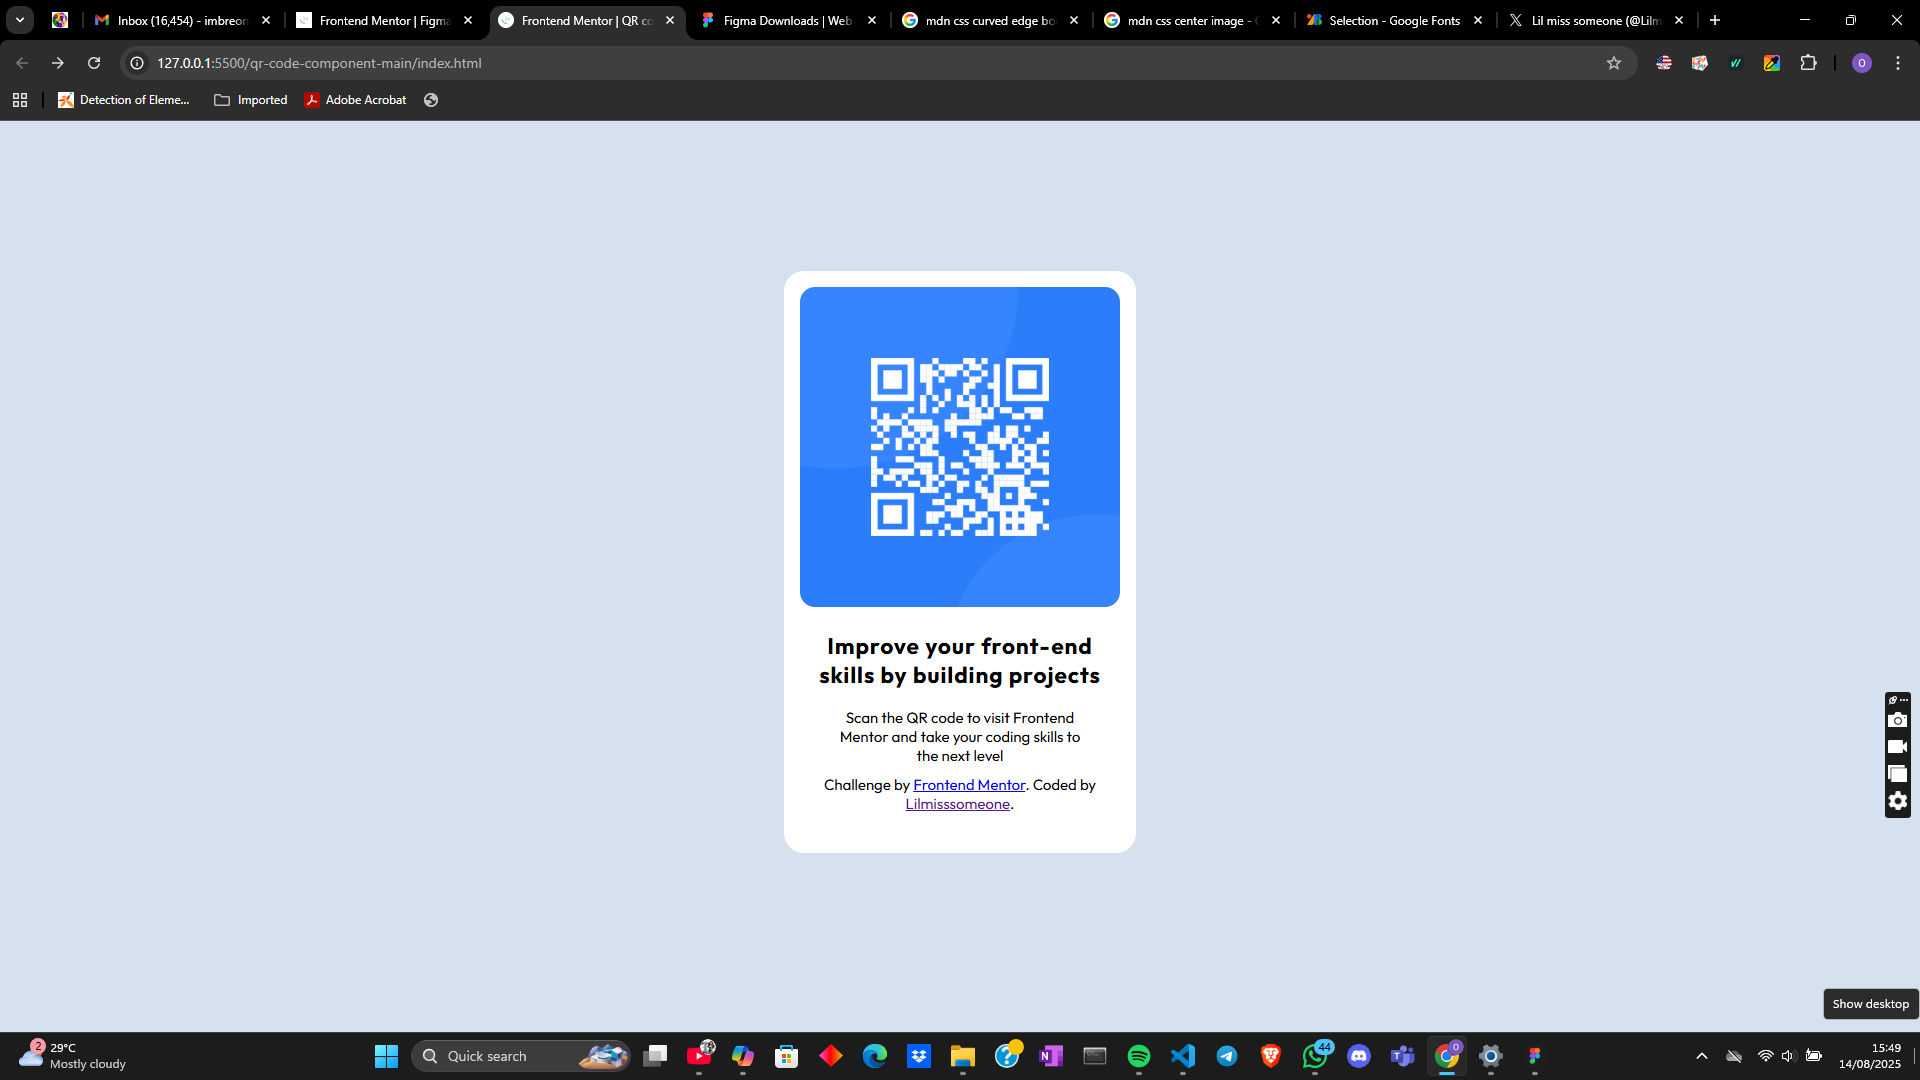 Inbox (16,454) - imbreon
Frontend Mentor | Figma
Frontend Mentor | QR co
Figma Downloads | Web
mdn css curved edge bo
mdn css center image - G
Selection - Google Fonts
Lil miss someone (@Lilm
127.0.0.1:5500/qr-code-component-main/index.html
O
Detection of Eleme...
Imported
Adobe Acrobat
Improve your front-end
skills by building projects
Scan the QR code to visit Frontend
Mentor and take your coding skills to
the next level
Challenge by Frontend Mentor. Coded by
Lilmisssomeone.
Show desktop
2
29°C
Mostly cloudy
Quick search
44
15:49
14/08/2025